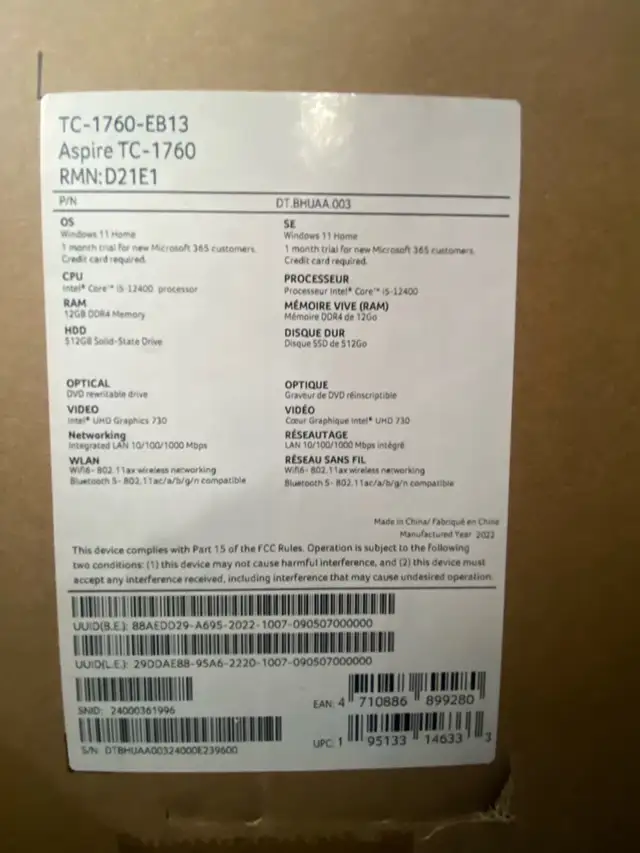 TC-1760-EB13
Aspire TC-1760
RMN:D21E1
P/N DT.BHUAA.003
OS
Windows 11 Home
1 month trial for new Microsoft 365 customers.
Credit card required.
CPU
Intel® Core™ i5-12400 processor
RAM
12GB DDR4 Memory
HDD
512GB Solid-State Drive
OPTICAL
DVD rewritable drive
VIDEO
Intel® UHD Graphics 730
Networking
Integrated LAN 10/100/1000 Mbps
WLAN
Wifi6- 802.11ax wireless networking
Bluetooth 5- 802.11ac/a/b/g/n compatible
SE
Windows 11 Home
1 month trial for new Microsoft 365 customers.
Credit card required.
PROCESSEUR
Processeur Intel® Core™ i5-12400
MÉMOIRE VIVE (RAM)
Mémoire DDR4 de 12Go
DISQUE DUR
Disque SSD de 512Go
OPTIQUE
Graveur de DVD réinscriptible
VIDÉO
Cœur Graphique Intel® UHD 730
RÉSEAUTAGE
LAN 10/100/1000 Mbps intégré
RÉSEAU SANS FIL
Wifi6- 802.11ax wireless networking
Bluetooth 5- 802.11ac/a/b/g/n compatible
Made in China/ Fabriqué en Chine
Manufactured Year 2022
This device complies with Part 15 of the FCC Rules. Operation is subject to the following
two conditions: (1) this device may not cause harmful interference, and (2) this device must
accept any interference received, including interference that may cause undesired operation.
UUID(B.E.): 88AEDD29-A695-2022-1007-090507000000
UUID(L.E.): 29DDAE88-95A6-2220-1007-090507000000
SNID: 24000361996
S/N: DTBHUAA00324000E239600
EAN: 4 710886 899280
UPC: 1 95133 14633 3